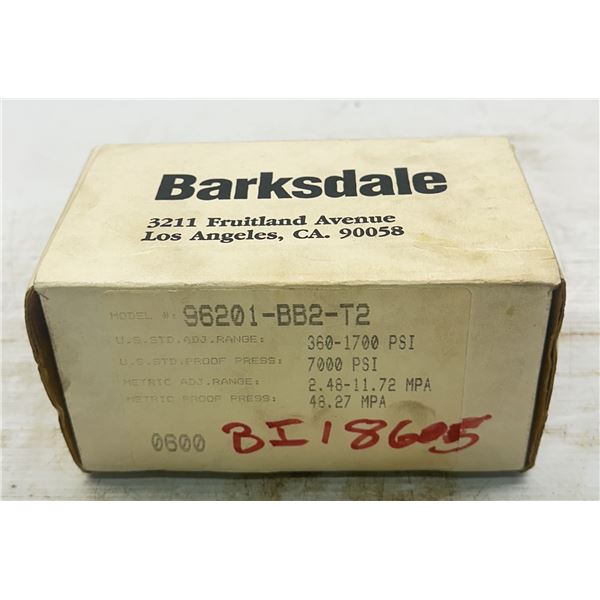 Barksdale
3211 Fruitland Avenue
Los Angeles, CA. 90058
MODEL #: 96201-BB2-T2
U.S.STD.ADJ.RANGE: 360-1700 PSI
U.S.STD.PROOF PRESS: 7000 PSI
METRIC ADJ.RANGE: 2.48-11.72 MPA
METRIC PROOF PRESS: 48.27 MPA
0600 BI18605